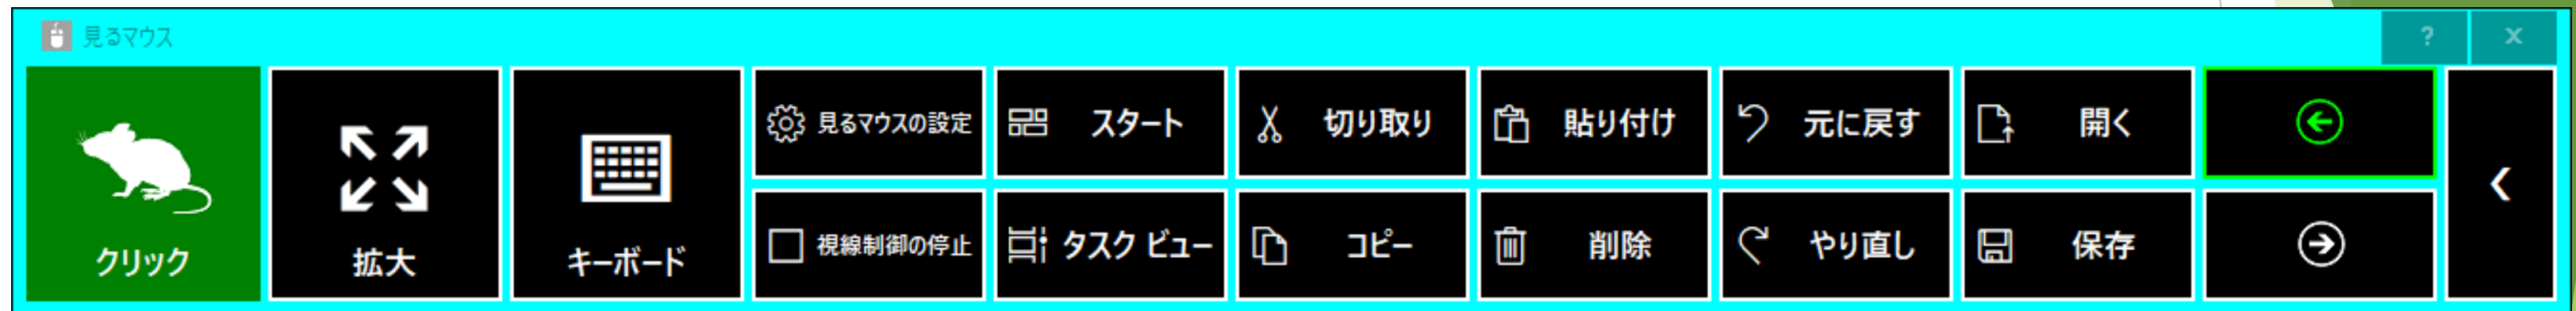 見るマウス
? x
見るマウスの設定 スタート 切り取り 貼り付け 元に戻す 開く
クリック 拡大 キーボード 視線制御の停止 タスク ビュー コピー 削除 やり直し 保存